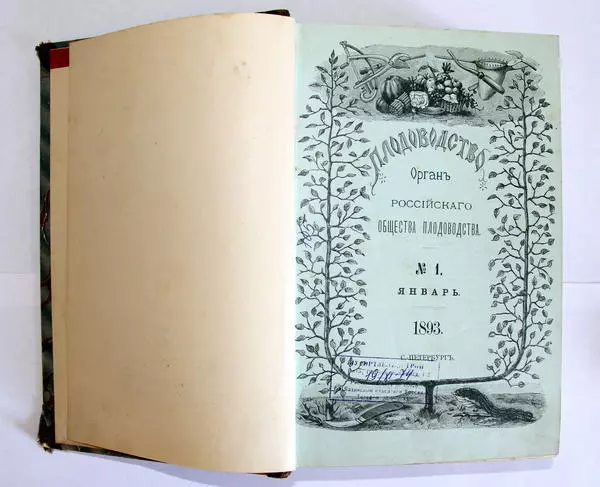 ПЛОДОВОДСТВО
Органъ
РОССІЙСКАГО
ОБЩЕСТВА ПЛОДОВОДСТВА.
№ 1.
ЯНВАРЬ.
1893.
С.-ПЕТЕРБУРГЪ.